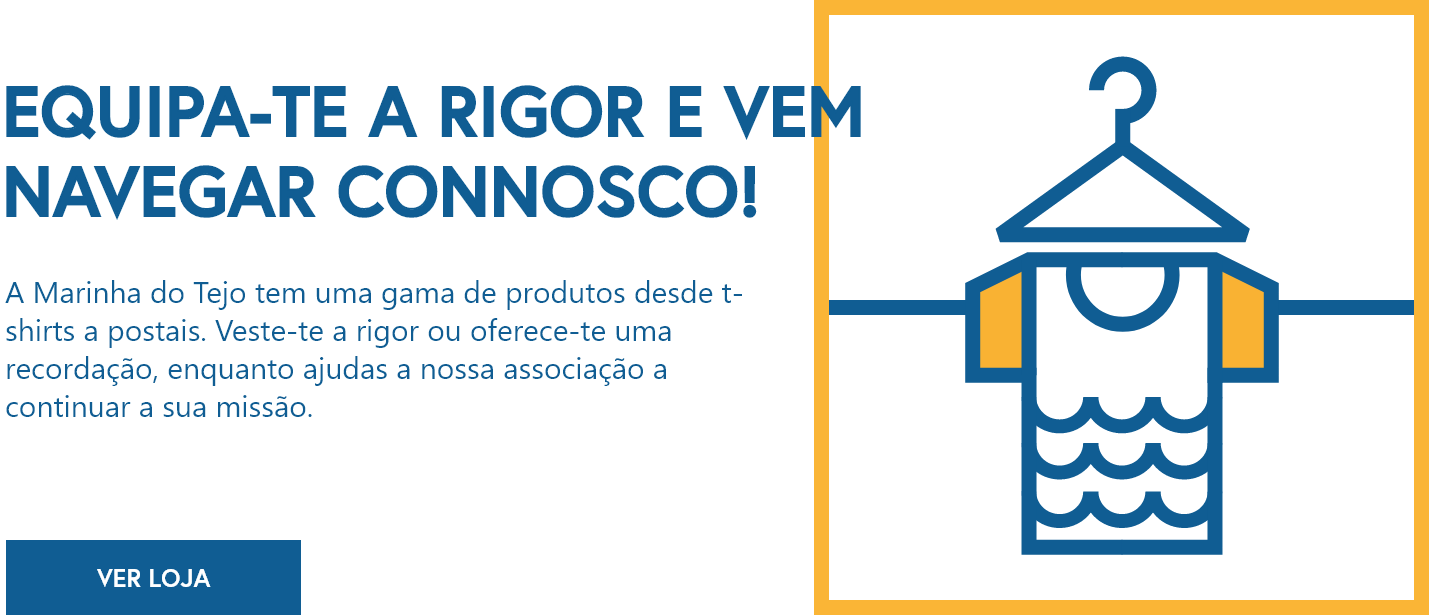 EQUIPA-TE A RIGOR E VEM
NAVEGAR CONNOSCO!
A Marinha do Tejo tem uma gama de produtos desde t-
shirts a postais. Veste-te a rigor ou oferece-te uma
recordação, enquanto ajudas a nossa associação a
continuar a sua missão.
VER LOJA